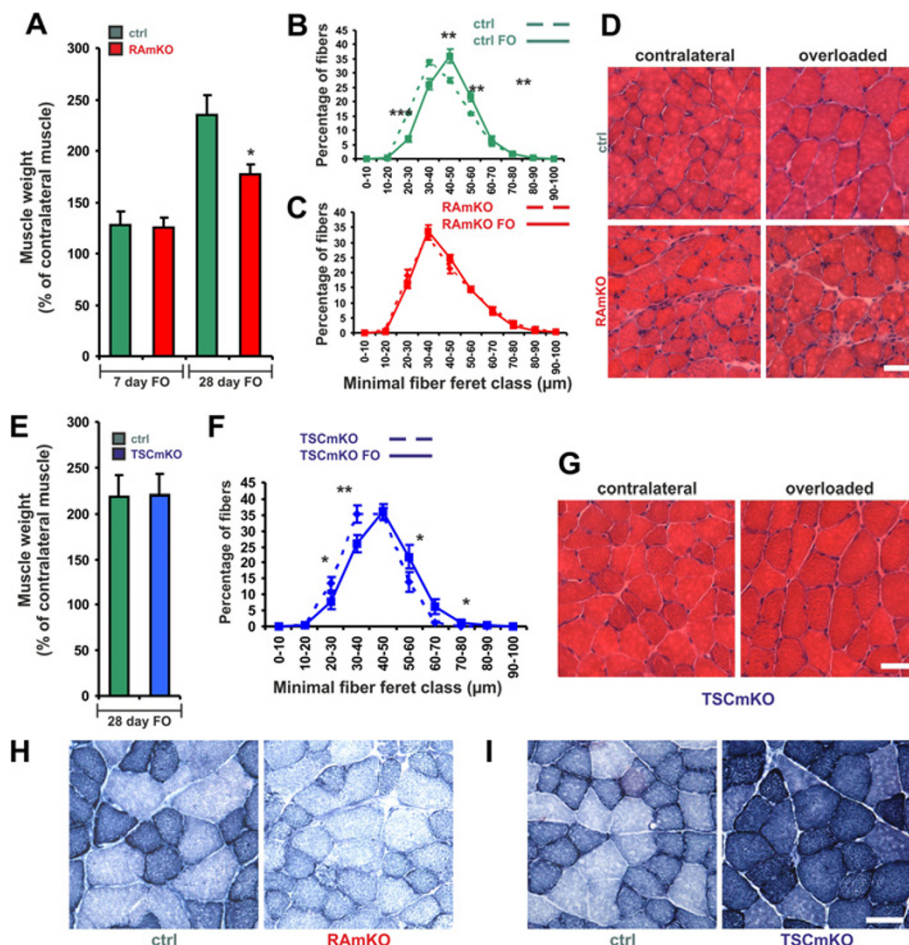 A
ctrl
RAmKO
Muscle weight
(% of contralateral muscle)
300
250
200
150
100
50
0
*
7 day FO
28 day FO
B
ctrl
ctrl FO
Percentage of fibers
45
40
35
30
25
20
15
10
5
0
***
**
**
**
0-10
10-20
20-30
30-40
40-50
50-60
60-70
70-80
80-90
90-100
C
RAmKO
RAmKO FO
Percentage of fibers
40
35
30
25
20
15
10
5
0
0-10
10-20
20-30
30-40
40-50
50-60
60-70
70-80
80-90
90-100
Minimal fiber feret class (µm)
D
contralateral
overloaded
ctrl
RAmKO
E
ctrl
TSCmKO
Muscle weight
(% of contralateral muscle)
300
250
200
150
100
50
0
28 day FO
F
TSCmKO
TSCmKO FO
Percentage of fibers
45
40
35
30
25
20
15
10
5
0
*
**
*
*
0-10
10-20
20-30
30-40
40-50
50-60
60-70
70-80
80-90
90-100
Minimal fiber feret class (µm)
G
contralateral
overloaded
TSCmKO
H
ctrl
RAmKO
I
ctrl
TSCmKO